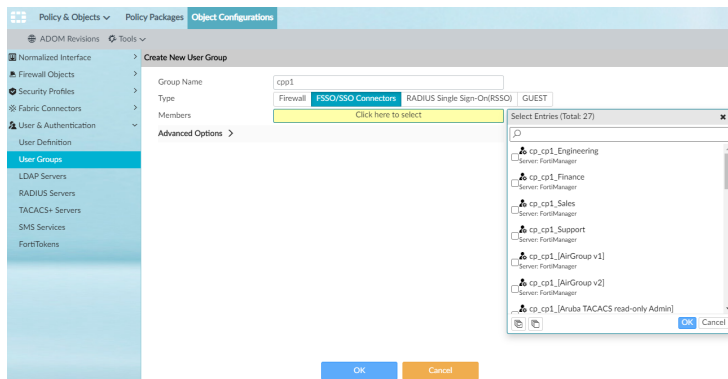 Policy & Objects Policy Packages Object Configurations
ADOM Revisions Tools
Normalized Interface
Firewall Objects
Security Profiles
Fabric Connectors
User & Authentication
User Definition
User Groups
LDAP Servers
RADIUS Servers
TACACS+ Servers
SMS Services
FortiTokens
Create New User Group
Group Name cpp1
Type Firewall FSSO/SSO Connectors RADIUS Single Sign-On(RSSO) GUEST
Members Click here to select
Advanced Options
Select Entries (Total: 27)
cp_cp1_Engineering
Server: FortiManager
cp_cp1_Finance
Server: FortiManager
cp_cp1_Sales
Server: FortiManager
cp_cp1_Support
Server: FortiManager
cp_cp1_[AirGroup v1]
Server: FortiManager
cp_cp1_[AirGroup v2]
Server: FortiManager
cp_cp1_[Aruba TACACS read-only Admin]
OK Cancel
OK Cancel